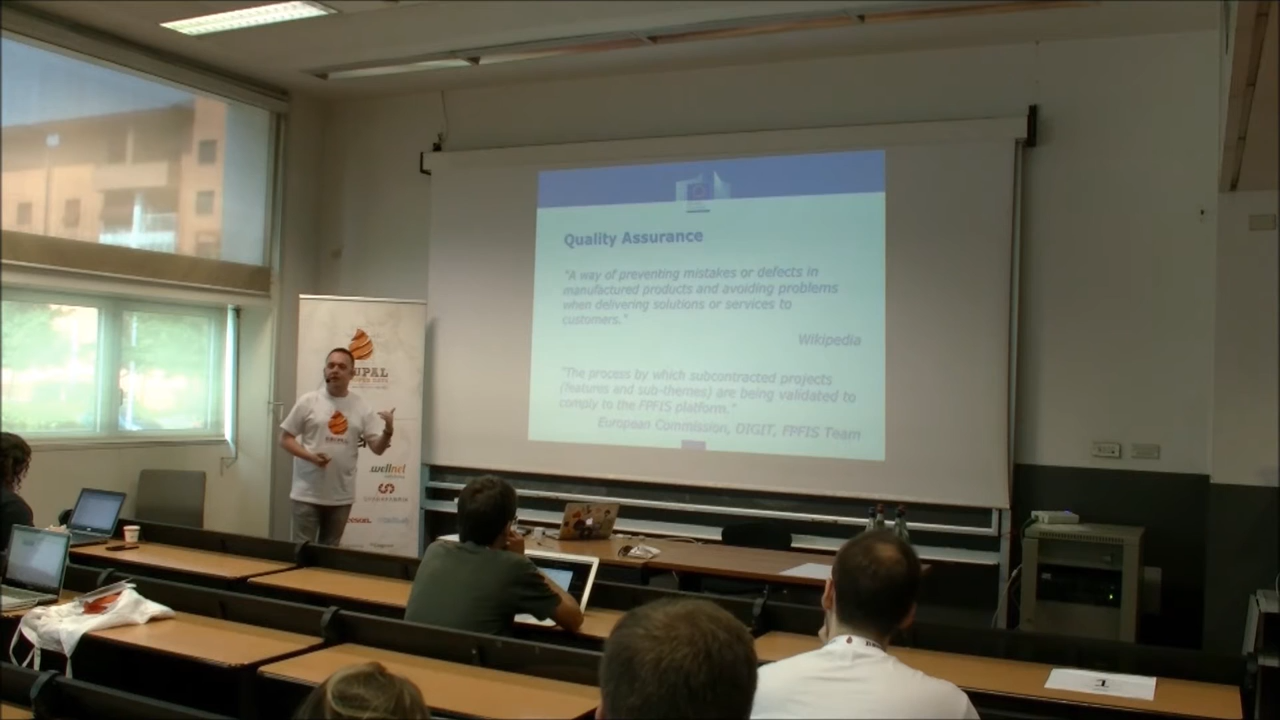 Quality Assurance
"A way of preventing mistakes or defects in
manufactured products and avoiding problems
when delivering solutions or services to
customers."
Wikipedia
"The process by which subcontracted projects
(features and sub-themes) are being validated to
comply to the FPFIS platform."
European Commission, DIGIT, FPFIS Team
wellnet
1